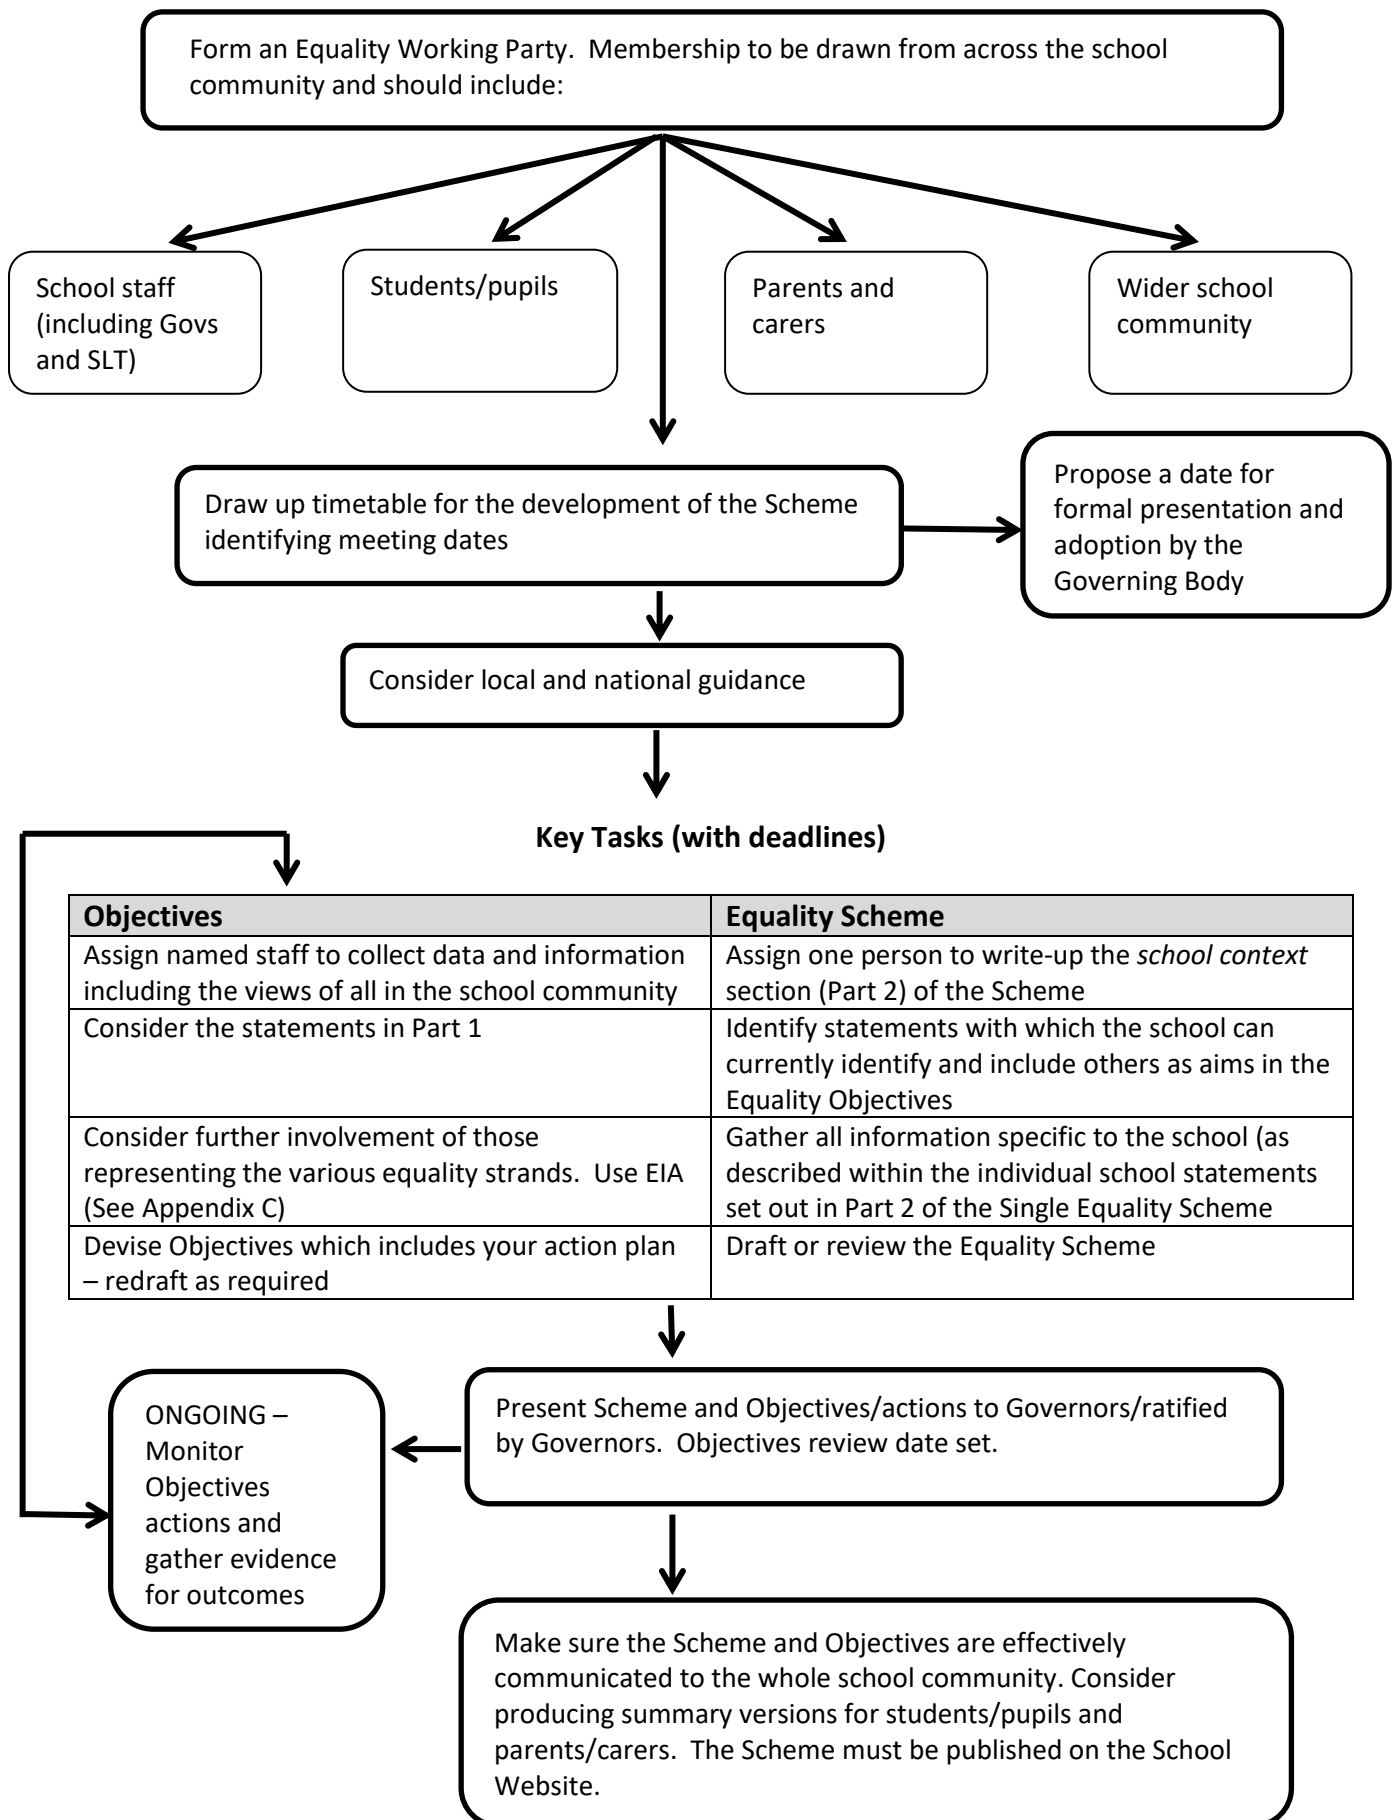 Form an Equality Working Party.  Membership to be drawn from across the school
community and should include:
School staff
(including Govs
and SLT)
Students/pupils
Parents and
carers
Wider school
community
Draw up timetable for the development of the Scheme
identifying meeting dates
Propose a date for
formal presentation and
adoption by the
Governing Body
Consider local and national guidance
Key Tasks (with deadlines)
Objectives
Equality Scheme
Assign named staff to collect data and information
including the views of all in the school community
Assign one person to write-up the school context
section (Part 2) of the Scheme
Consider the statements in Part 1
Identify statements with which the school can
currently identify and include others as aims in the
Equality Objectives
Consider further involvement of those
representing the various equality strands.  Use EIA
(See Appendix C)
Gather all information specific to the school (as
described within the individual school statements
set out in Part 2 of the Single Equality Scheme
Devise Objectives which includes your action plan
– redraft as required
Draft or review the Equality Scheme
Present Scheme and Objectives/actions to Governors/ratified
by Governors.  Objectives review date set.
ONGOING –
Monitor
Objectives
actions and
gather evidence
for outcomes
Make sure the Scheme and Objectives are effectively
communicated to the whole school community. Consider
producing summary versions for students/pupils and
parents/carers.  The Scheme must be published on the School
Website.